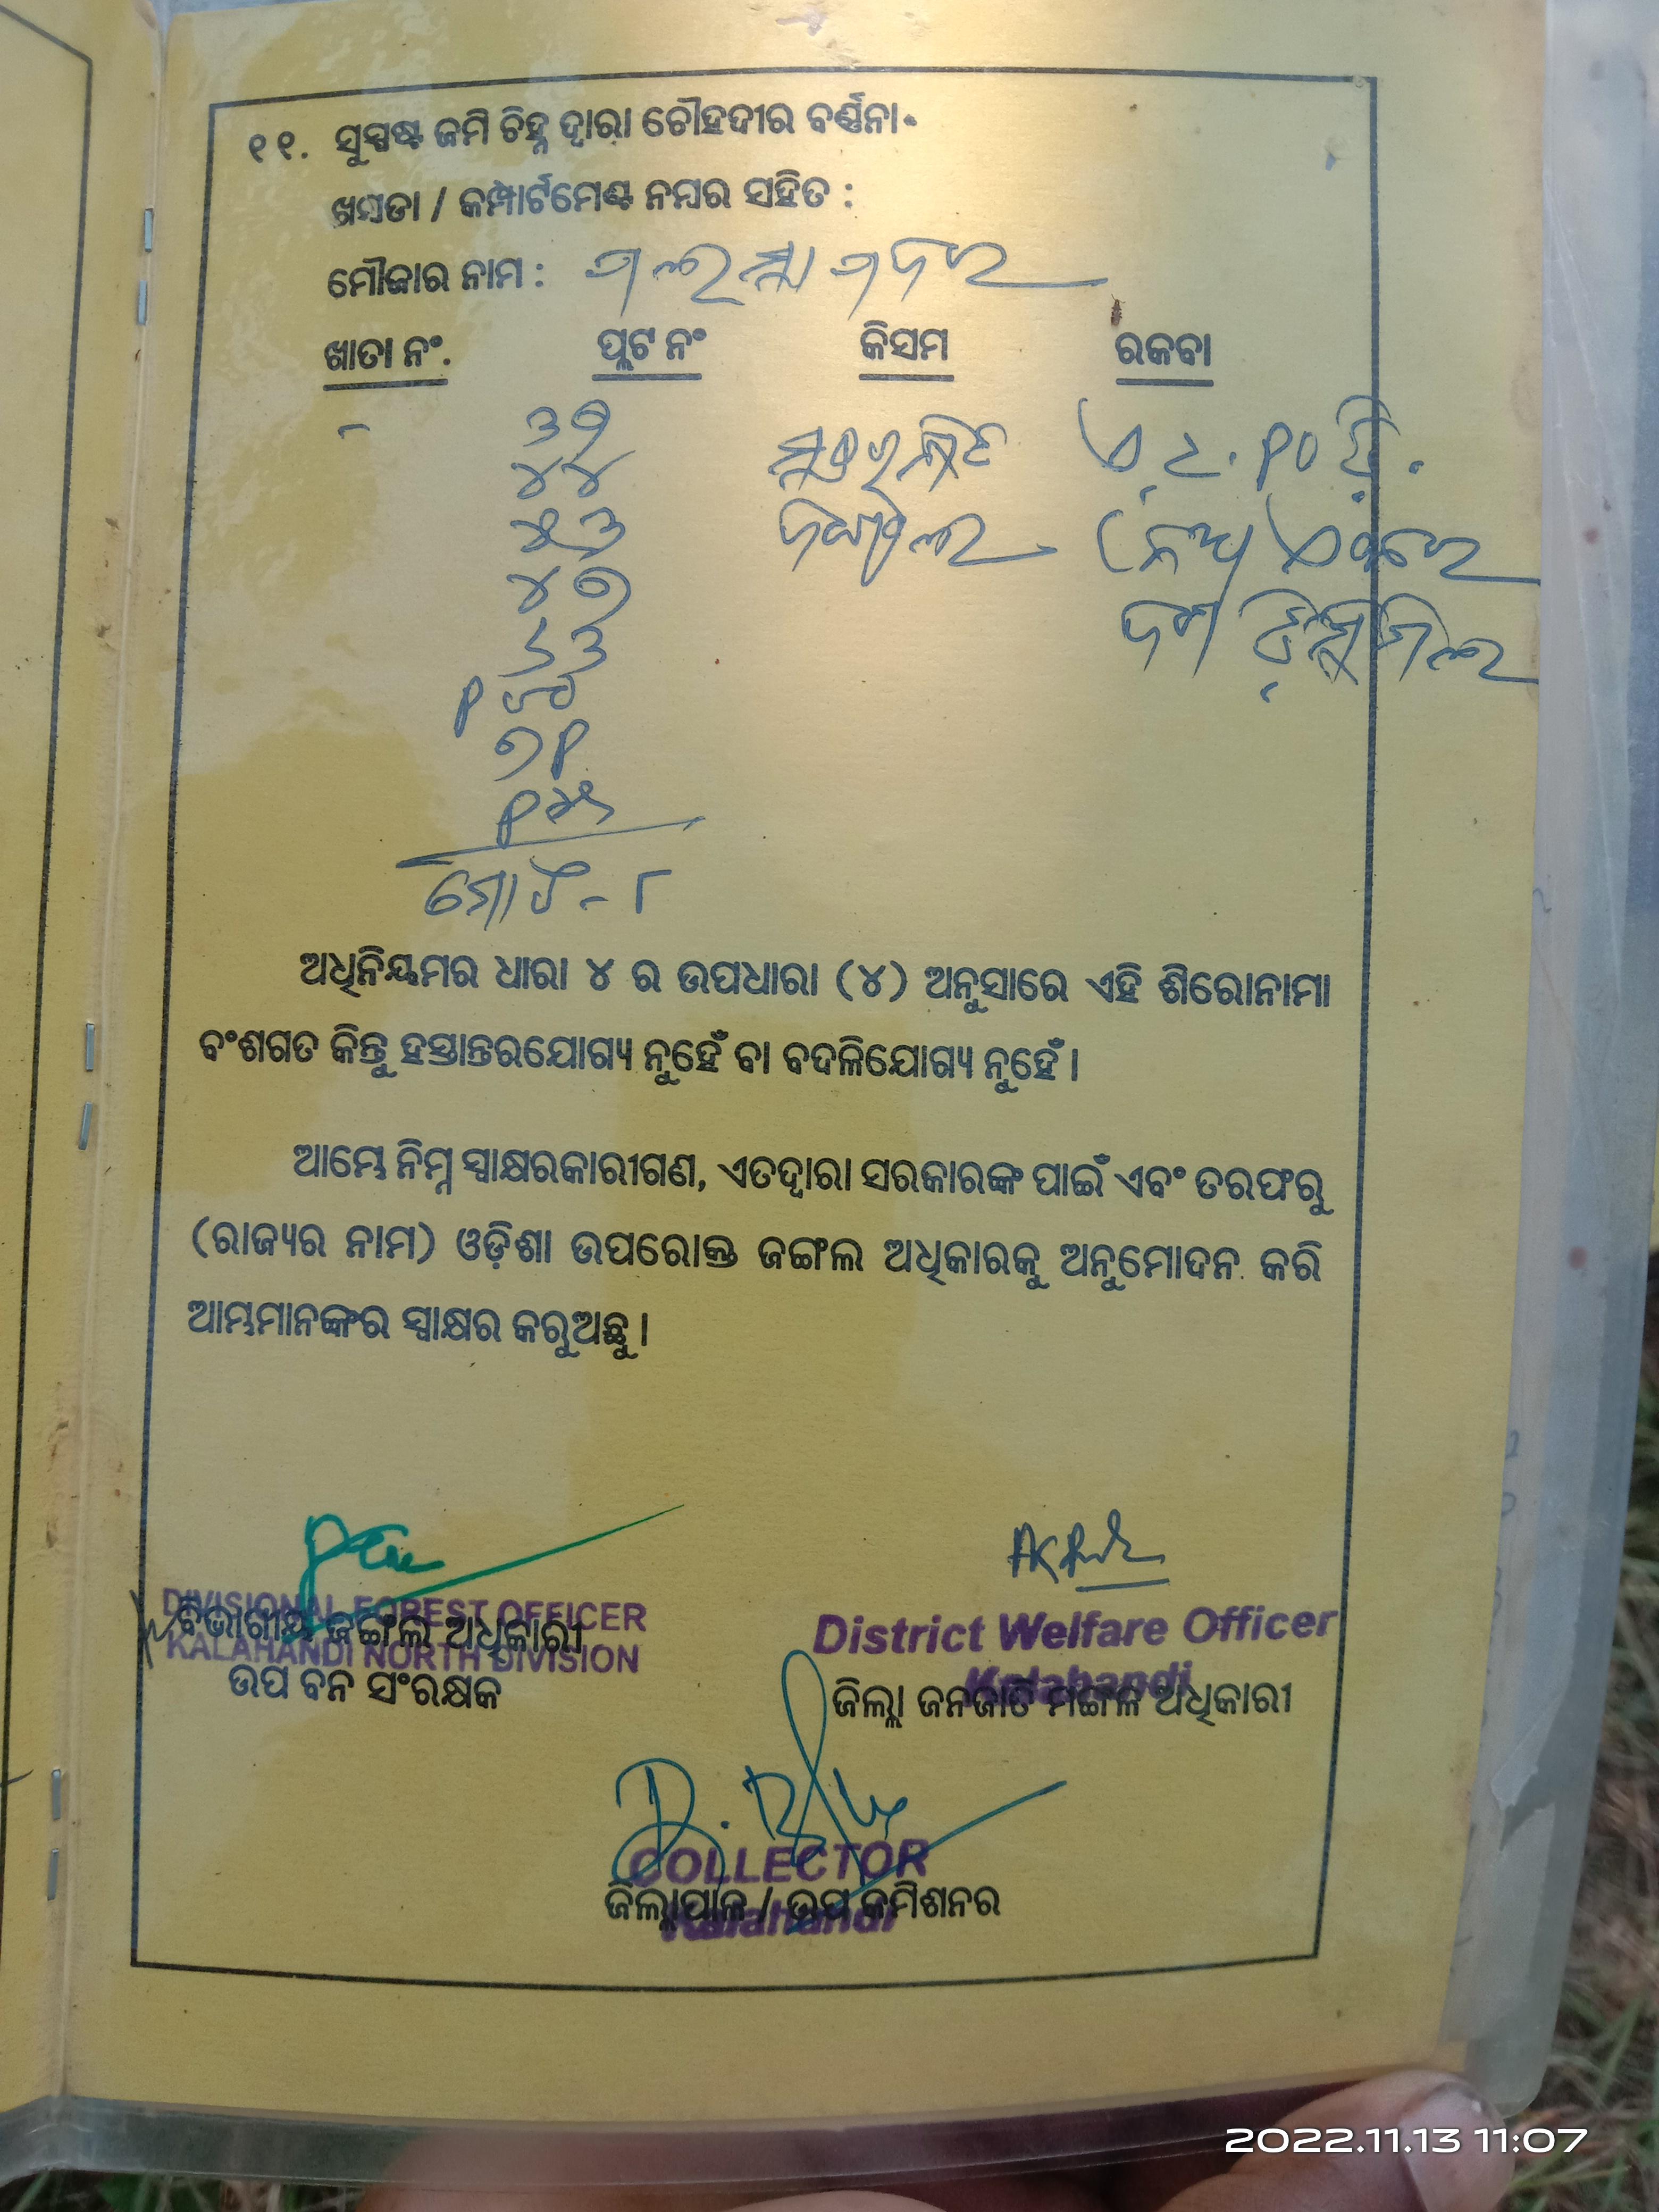 ୧୧. ସୁସ୍ପଷ୍ଟ ଜମି ଚିହ୍ନ ଦ୍ୱାରା ଚୌହଦୀର ବର୍ଣ୍ଣନା.
ଖସଡା / କମ୍ପାର୍ଟମେଣ୍ଟ ନମ୍ବର ସହିତ :
ମୌଜାର ନାମ :
ଖାତା ନଂ. ପ୍ଲଟ ନଂ କିସମ ରକବା
- ୩୨
୪୪
୫୩
୪୭
୬୩
୭୧
ମୋଟ - ୮
ଅଧିନିୟମର ଧାରା ୪ ର ଉପଧାରା (୪) ଅନୁସାରେ ଏହି ଶିରୋନାମା
ବଂଶଗତ କିନ୍ତୁ ହସ୍ତାନ୍ତରଯୋଗ୍ୟ ନୁହେଁ ବା ବଦଳିଯୋଗ୍ୟ ନୁହେଁ ।
ଆମ୍ଭେ ନିମ୍ନ ସ୍ୱାକ୍ଷରକାରୀଗଣ, ଏତଦ୍ୱାରା ସରକାରଙ୍କ ପାଇଁ ଏବଂ ତରଫରୁ
(ରାଜ୍ୟର ନାମ) ଓଡ଼ିଶା ଉପରୋକ୍ତ ଜଙ୍ଗଲ ଅଧିକାରକୁ ଅନୁମୋଦନ କରି
ଆମ୍ଭମାନଙ୍କର ସ୍ୱାକ୍ଷର କରୁଅଛୁ ।
DIVISIONAL FOREST OFFICER
ବିଭାଗୀୟ ଜଙ୍ଗଲ ଅଧିକାରୀ
KALAHANDI NORTH DIVISION
ଉପ ବନ ସଂରକ୍ଷକ
District Welfare Officer
Kalahandi
ଜିଲ୍ଲା ଜନଜାତି ମଙ୍ଗଳ ଅଧିକାରୀ
COLLECTOR
ଜିଲ୍ଲାପାଳ / ଉପ କମିଶନର
Kalahandi
2022.11.13 11:07